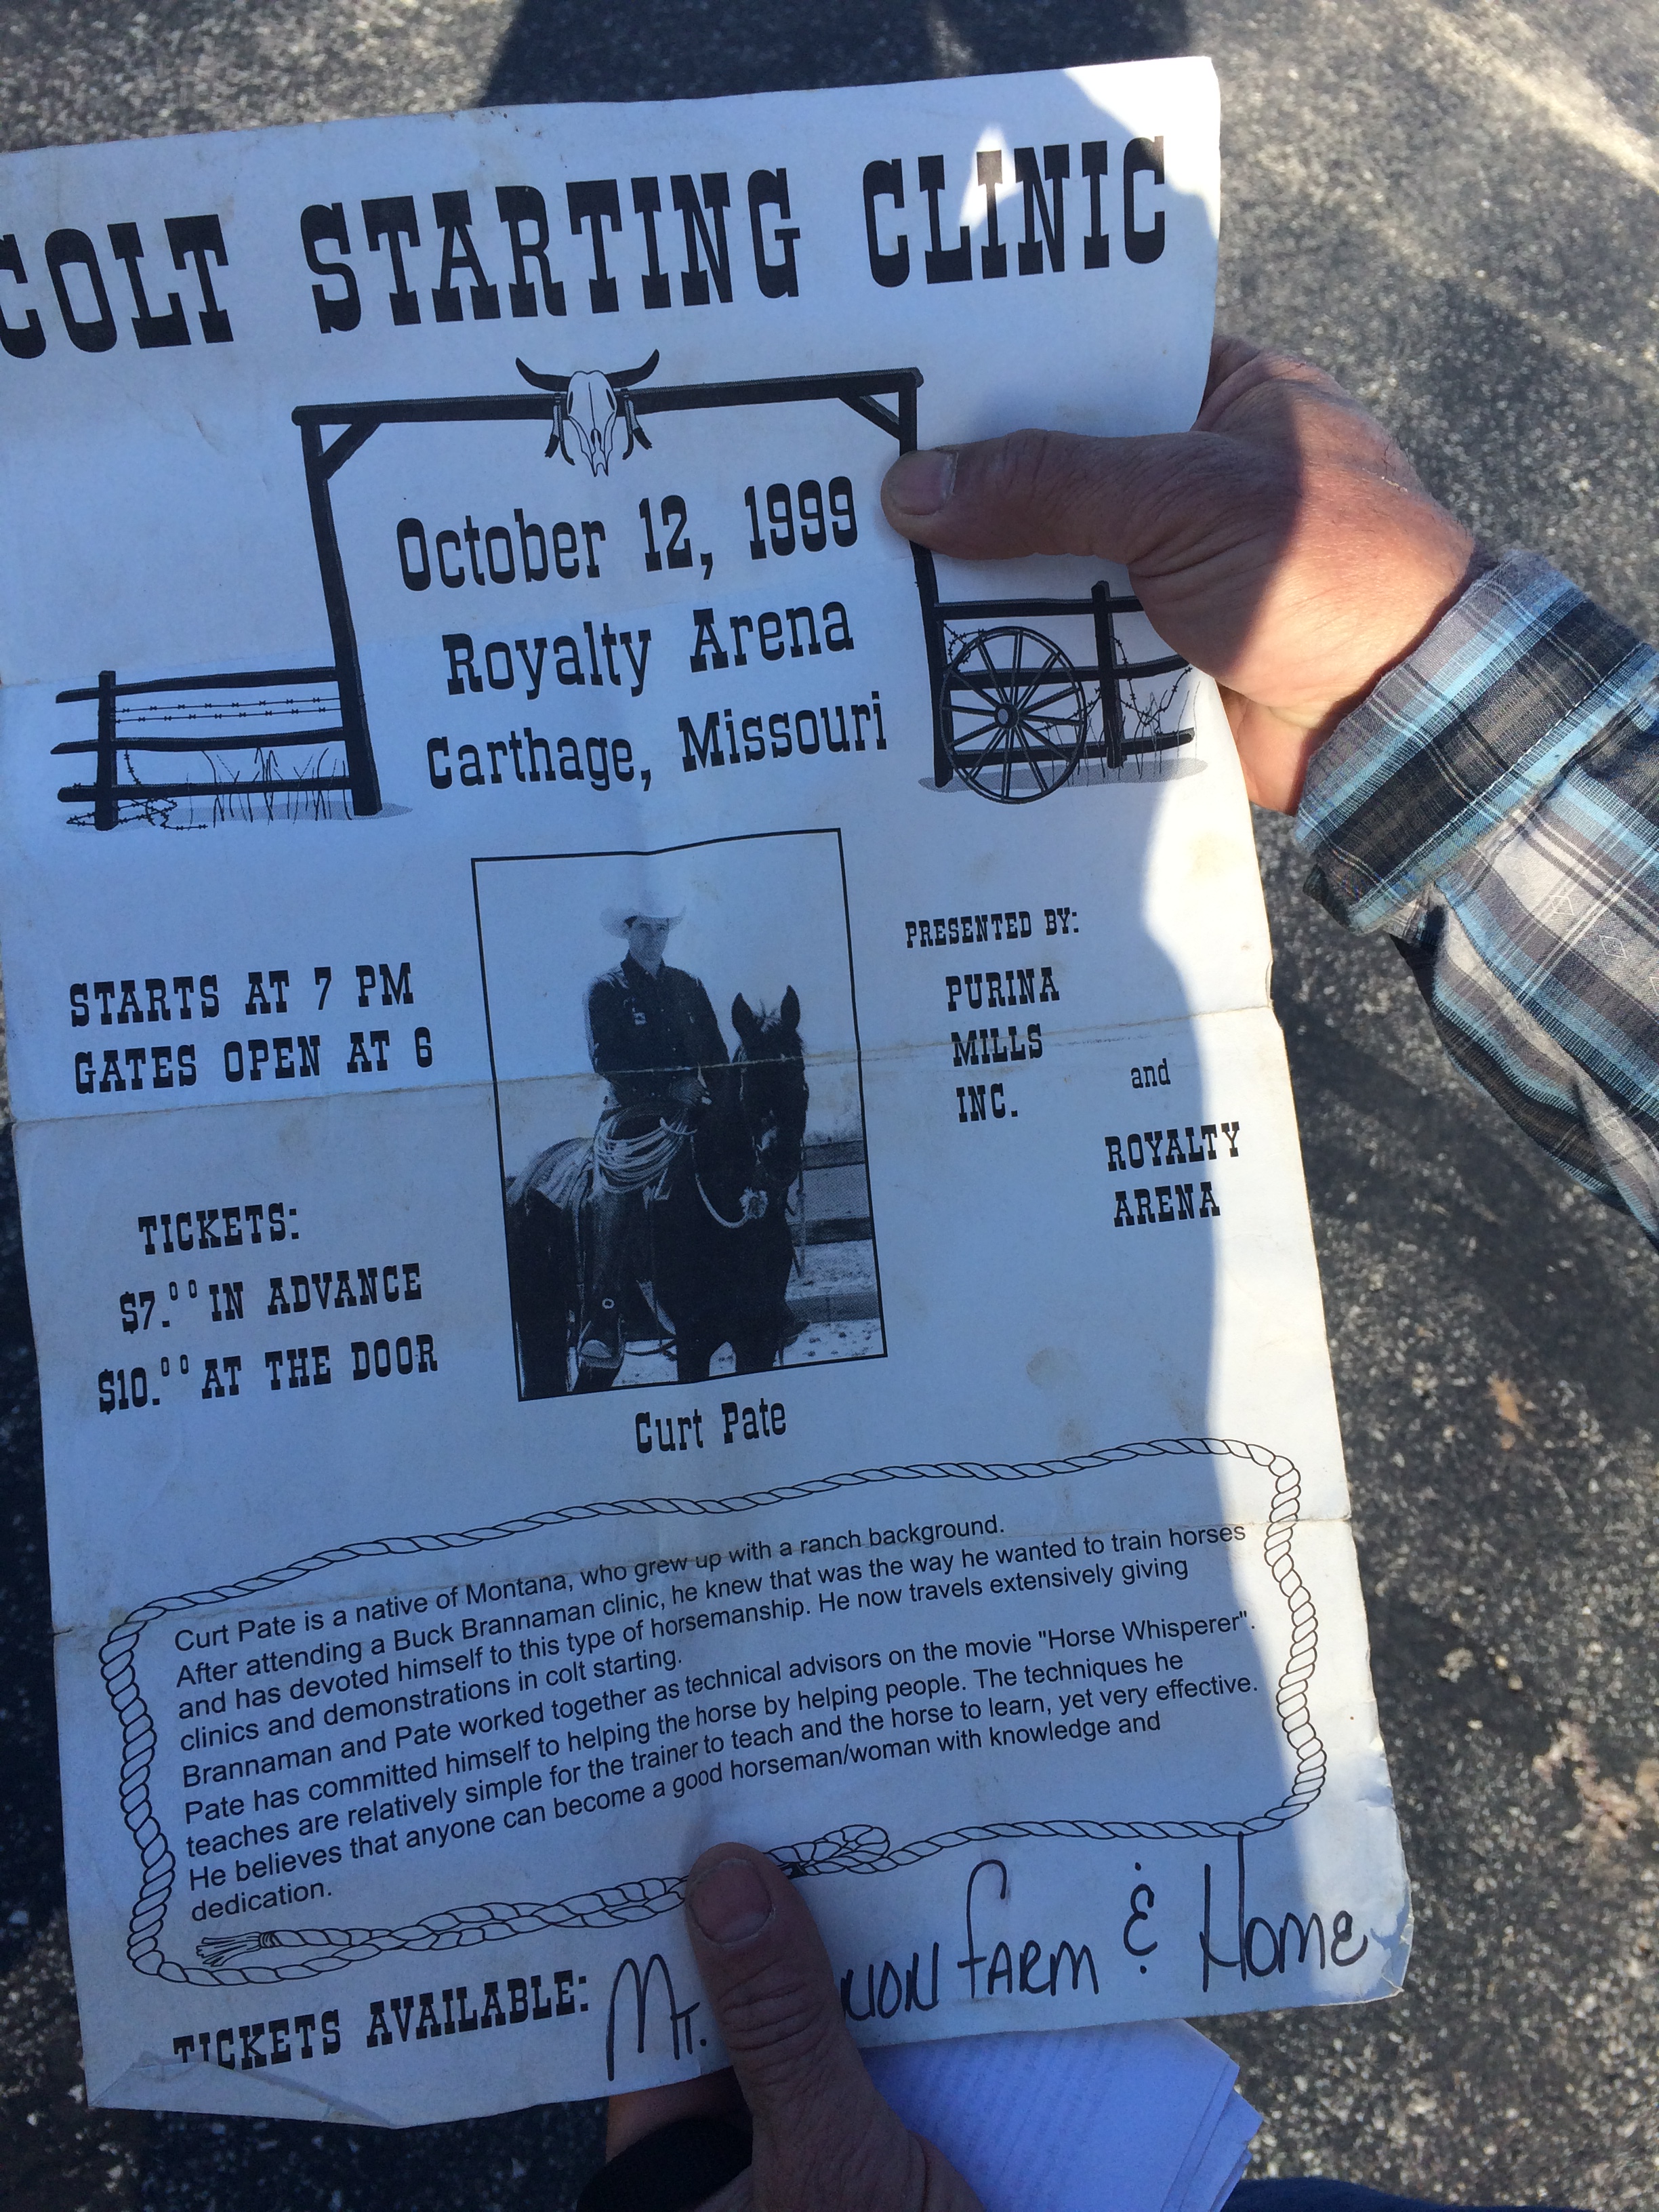 COLT STARTING CLINIC
October 12, 1999
Royalty Arena
Carthage, Missouri
STARTS AT 7 PM
GATES OPEN AT 6
TICKETS:
$7.00 IN ADVANCE
$10.00 AT THE DOOR
PRESENTED BY:
PURINA
MILLS
INC.
and
ROYALTY
ARENA
Curt Pate
Curt Pate is a native of Montana, who grew up with a ranch background.
After attending a Buck Brannaman clinic, he knew that was the way he wanted to train horses
and has devoted himself to this type of horsemanship. He now travels extensively giving
clinics and demonstrations in colt starting.
Brannaman and Pate worked together as technical advisors on the movie "Horse Whisperer".
Pate has committed himself to helping the horse by helping people. The techniques he
teaches are relatively simple for the trainer to teach and the horse to learn, yet very effective.
He believes that anyone can become a good horseman/woman with knowledge and
dedication.
TICKETS AVAILABLE: Mt. FARM & Home